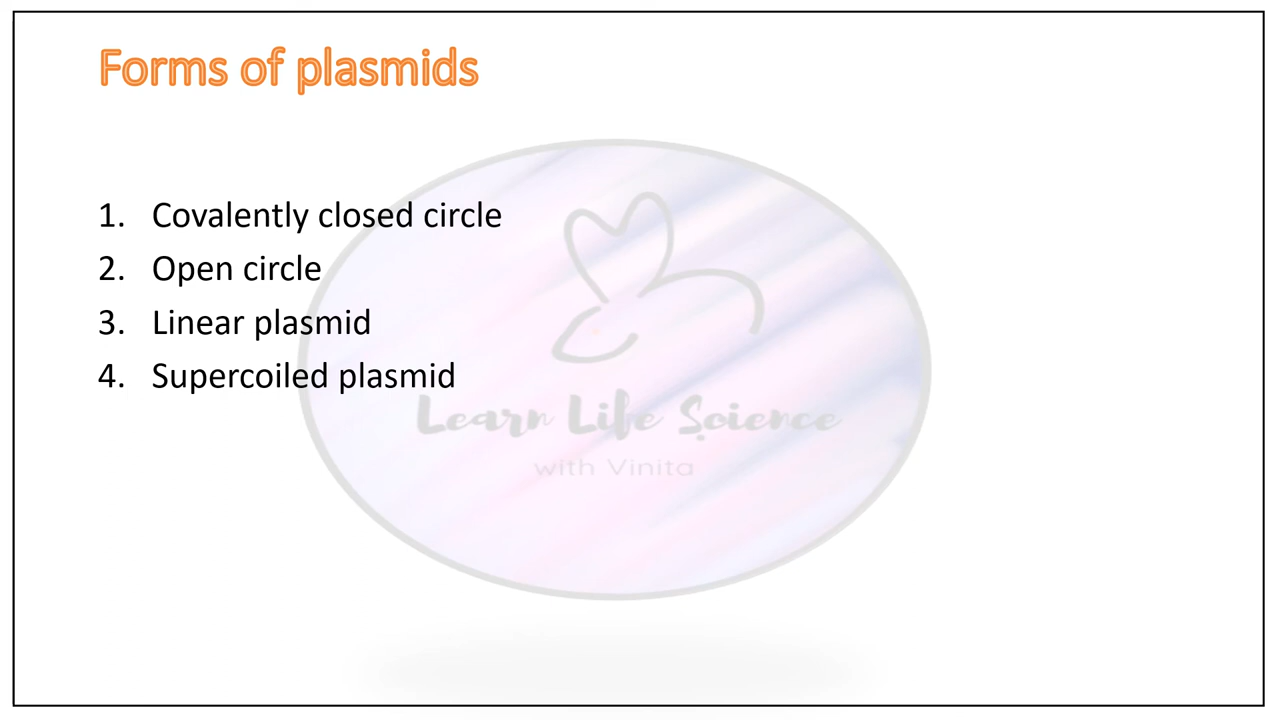 Forms of plasmids
1. Covalently closed circle
2. Open circle
3. Linear plasmid
4. Supercoiled plasmid
Learn Life Science
with Vinita